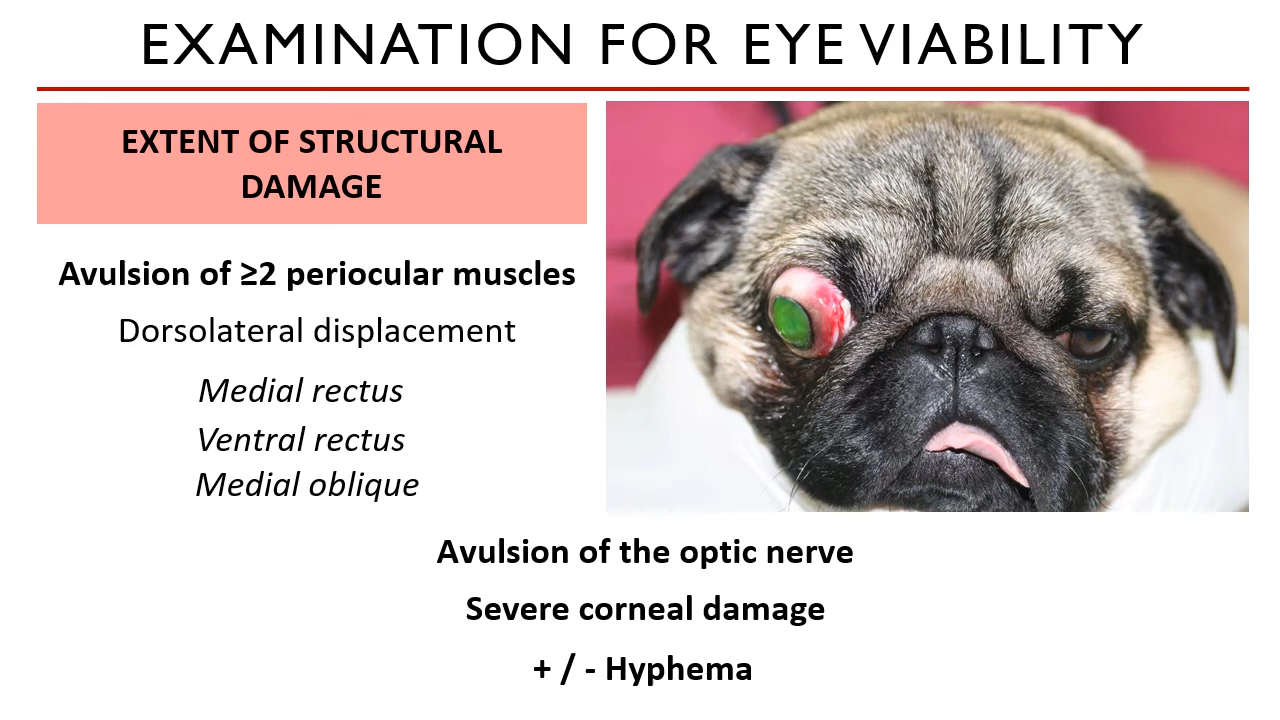 EXAMINATION FOR EYE VIABILITY
EXTENT OF STRUCTURAL
DAMAGE
Avulsion of ≥2 periocular muscles
Dorsolateral displacement
Medial rectus
Ventral rectus
Medial oblique
Avulsion of the optic nerve
Severe corneal damage
+ / - Hyphema